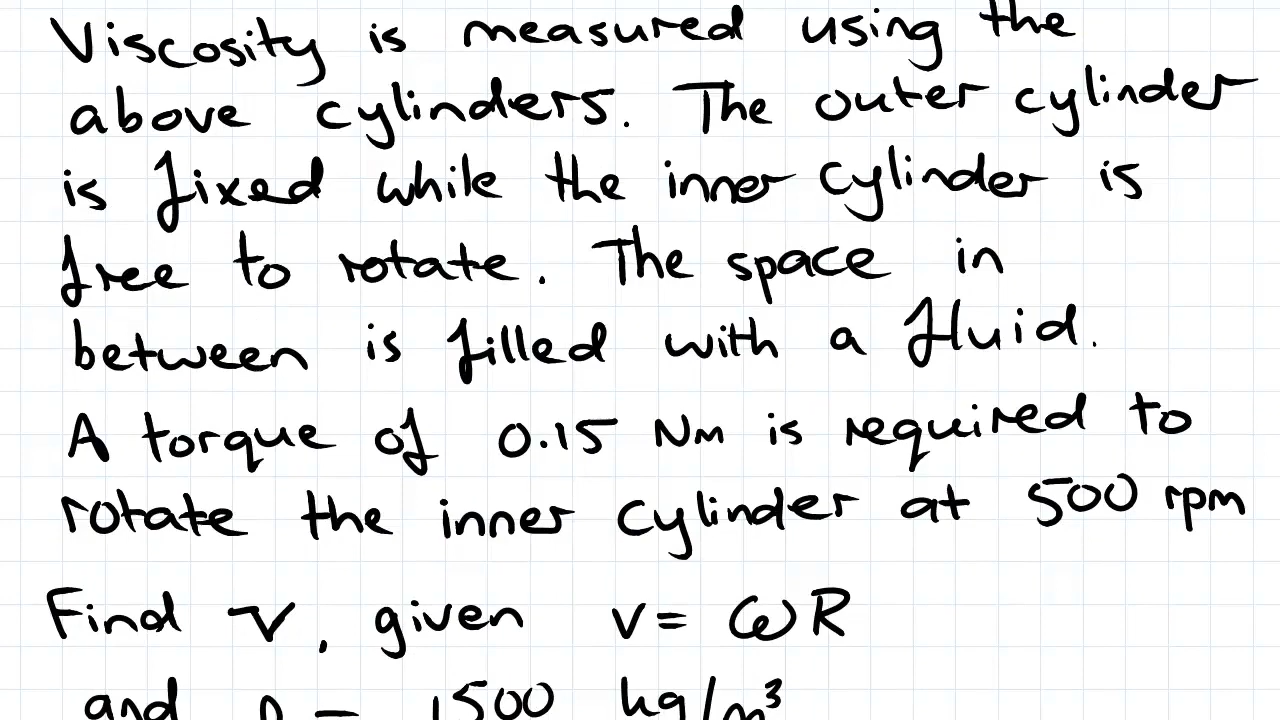 Viscosity is measured using the
above cylinders. The outer cylinder
is fixed while the inner cylinder is
free to rotate. The space in
between is filled with a fluid.
A torque of 0.15 Nm is required to
rotate the inner cylinder at 500 rpm
Find ν, given v = ωR
and ρ = 1500 kg/m³